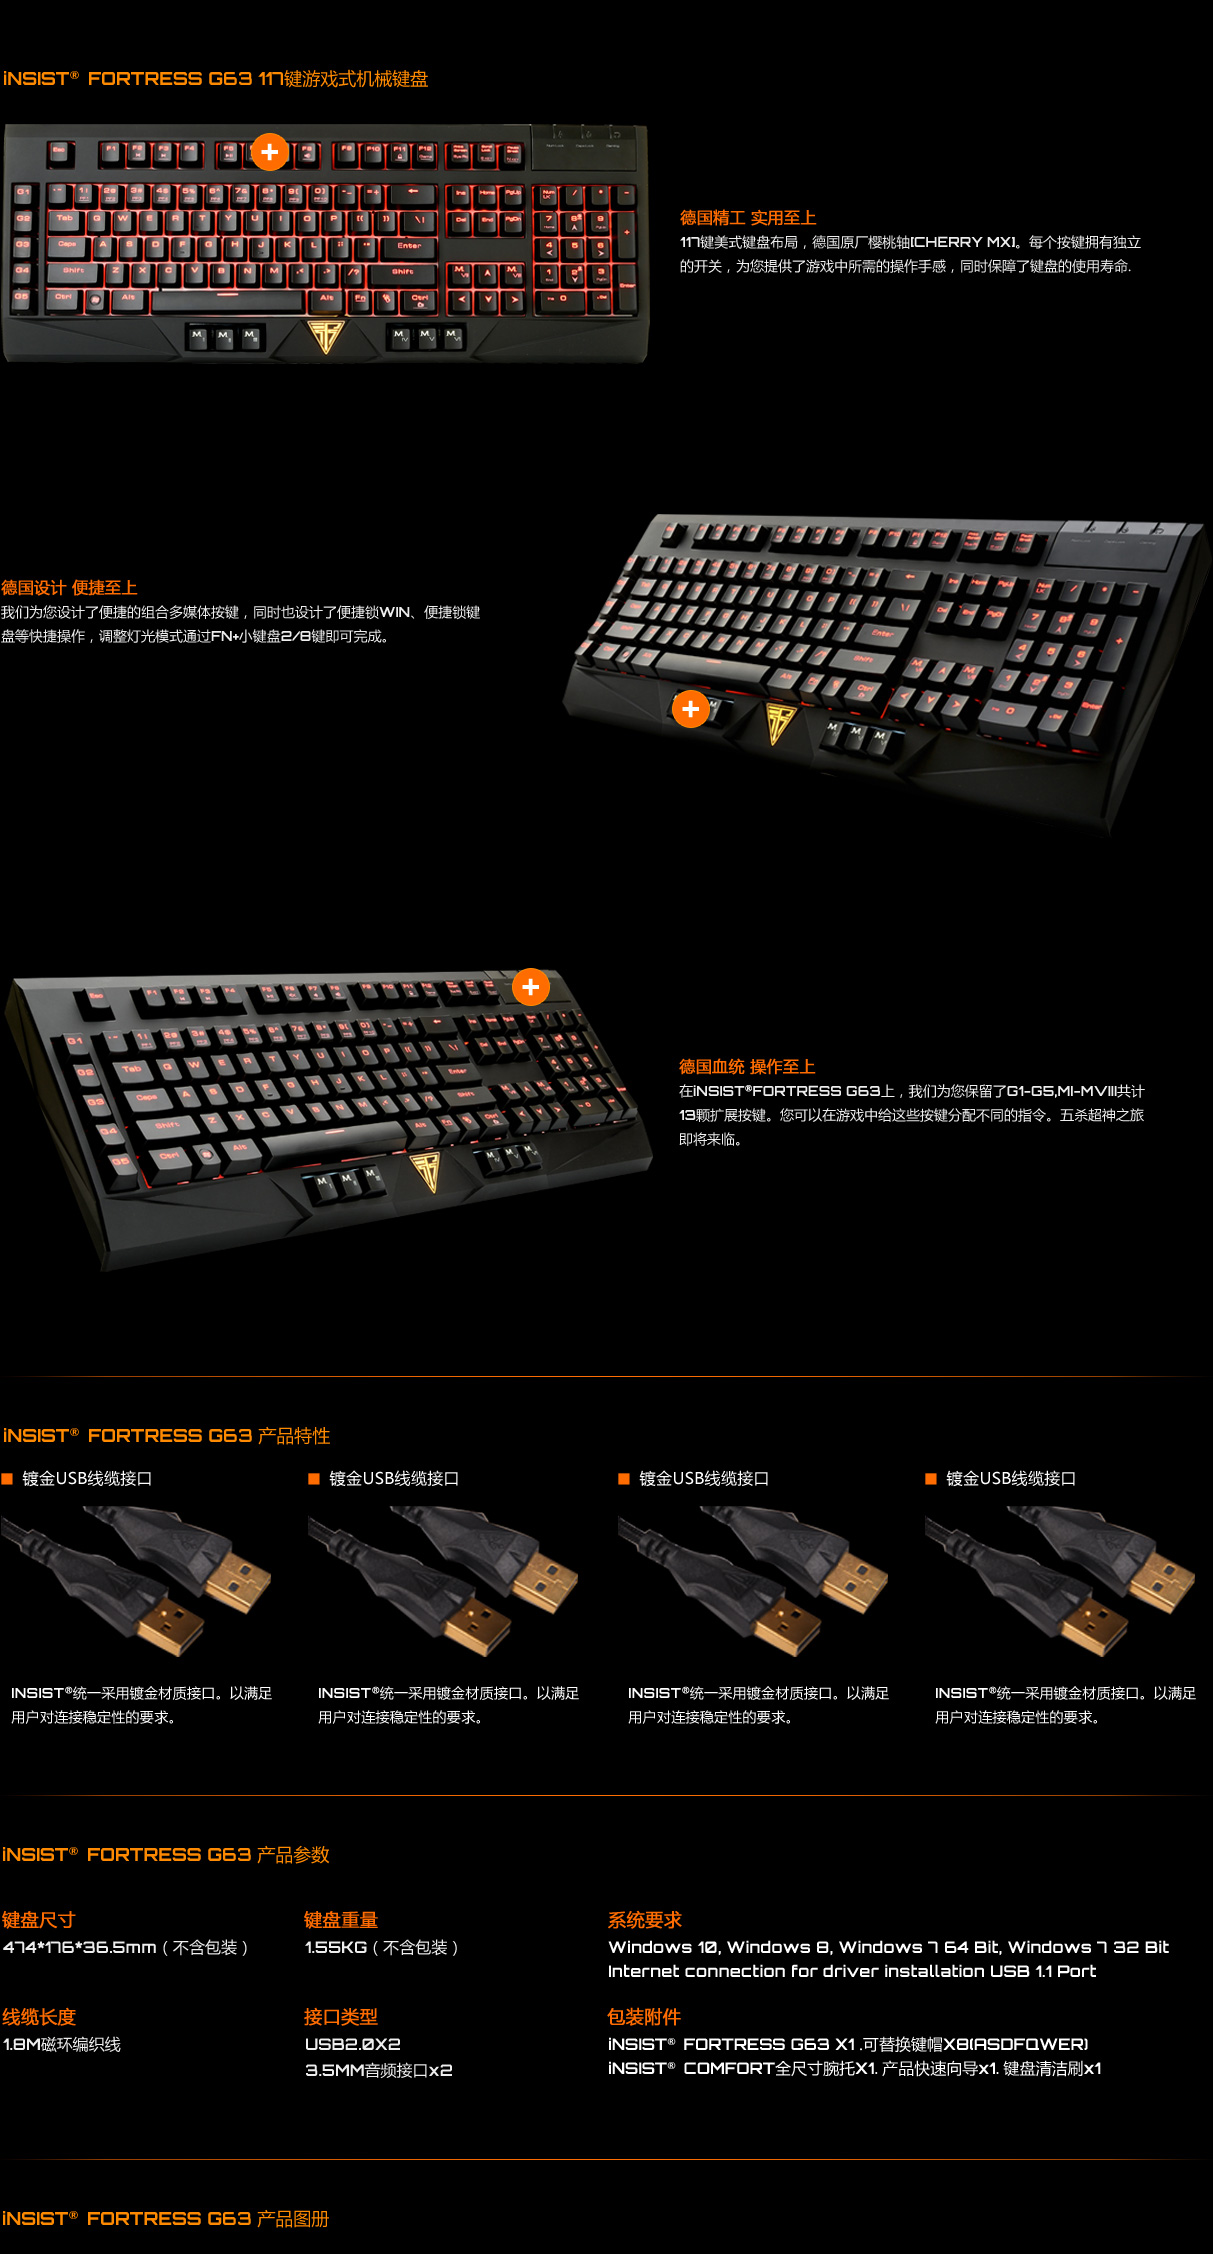 iNSIST® FORTRESS G63 117键游戏式机械键盘
德国精工 实用至上
117键美式键盘布局，德国原厂樱桃轴[CHERRY MX]。每个按键拥有独立
的开关，为您提供了游戏中所需的操作手感，同时保障了键盘的使用寿命.
德国设计 便捷至上
我们为您设计了便捷的组合多媒体按键，同时也设计了便捷锁WIN、便捷锁键
盘等快捷操作，调整灯光模式通过FN+小键盘2/8键即可完成。
德国血统 操作至上
在iNSIST®FORTRESS G63上，我们为您保留了G1-G5,MI-MVIII共计
13颗扩展按键。您可以在游戏中给这些按键分配不同的指令。五杀超神之旅
即将来临。
iNSIST® FORTRESS G63 产品特性
镀金USB线缆接口
镀金USB线缆接口
镀金USB线缆接口
镀金USB线缆接口
INSIST®统一采用镀金材质接口。以满足
用户对连接稳定性的要求。
INSIST®统一采用镀金材质接口。以满足
用户对连接稳定性的要求。
INSIST®统一采用镀金材质接口。以满足
用户对连接稳定性的要求。
INSIST®统一采用镀金材质接口。以满足
用户对连接稳定性的要求。
iNSIST® FORTRESS G63 产品参数
键盘尺寸
474*176*36.5mm（不含包装）
键盘重量
1.55KG（不含包装）
系统要求
Windows 10, Windows 8, Windows 7 64 Bit, Windows 7 32 Bit
Internet connection for driver installation USB 1.1 Port
线缆长度
1.8M磁环编织线
接口类型
USB2.0X2
3.5MM音频接口x2
包装附件
iNSIST® FORTRESS G63 X1 .可替换键帽X8(ASDFQWER)
iNSIST® COMFORT全尺寸腕托X1. 产品快速向导x1. 键盘清洁刷x1
iNSIST® FORTRESS G63 产品图册